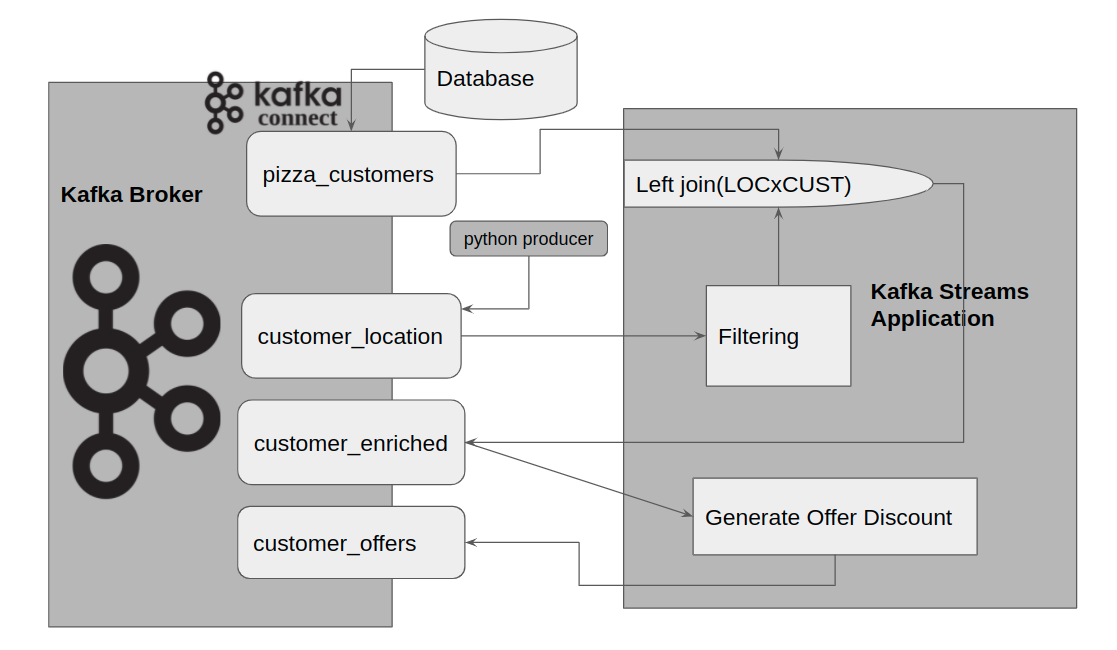 Database
kafka
connect
pizza_customers
Kafka Broker
Left join(LOCxCUST)
python producer
Kafka Streams
Application
customer_location
Filtering
customer_enriched
Generate Offer Discount
customer_offers